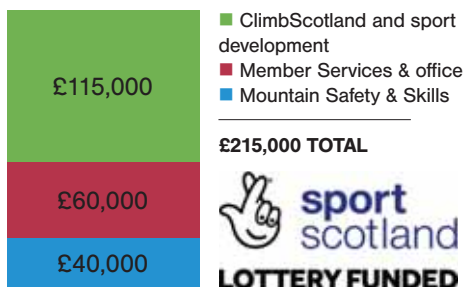 £115,000
£60,000
£40,000
ClimbScotland and sport
development
Member Services & office
Mountain Safety & Skills
£215,000 TOTAL
sport
scotland
LOTTERY FUNDED